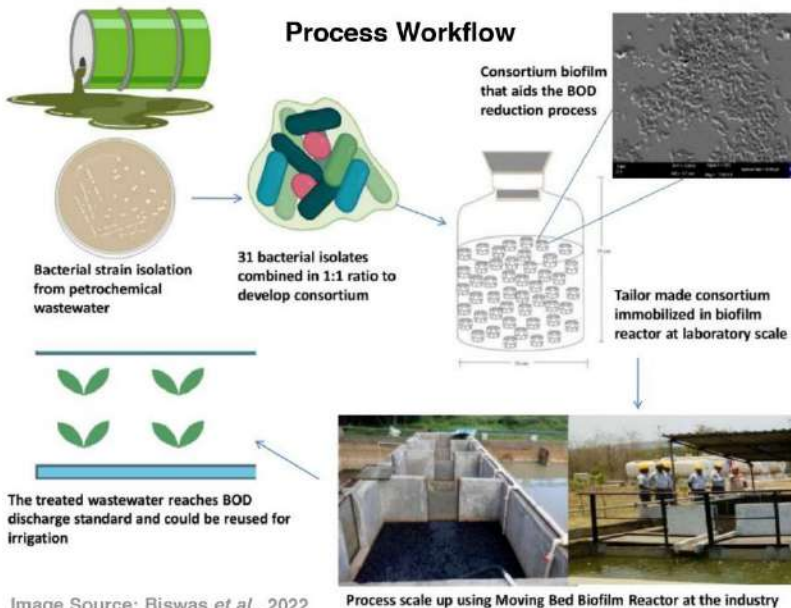 Process Workflow
Consortium biofilm
that aids the BOD
reduction process
Bacterial strain isolation
from petrochemical
wastewater
31 bacterial isolates
combined in 1:1 ratio to
develop consortium
Tailor made consortium
immobilized in biofilm
reactor at laboratory scale
The treated wastewater reaches BOD
discharge standard and could be reused for
irrigation
Process scale up using Moving Bed Biofilm Reactor at the industry
Image Source: Biswas et al., 2022